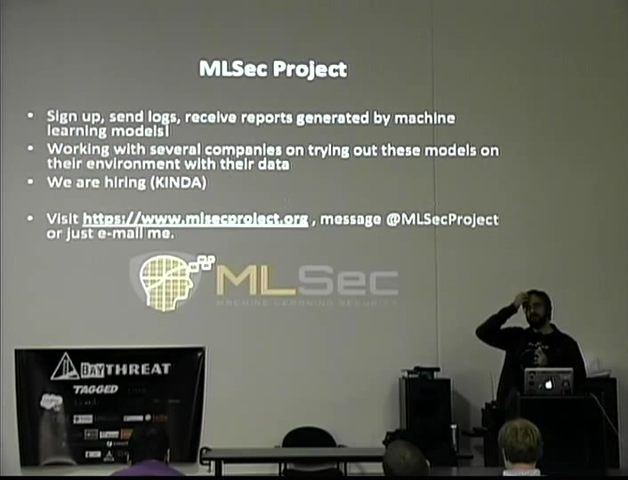 MLSec Project
• Sign up, send logs, receive reports generated by machine
learning models!
• Working with several companies on trying out these models on
their environment with their data
• We are hiring (KINDA)
• Visit https://www.mlsecproject.org , message @MLSecProject
or just e-mail me.
MLSec
MACHINE LEARNING SECURITY
BAYTHREAT
TAGGED